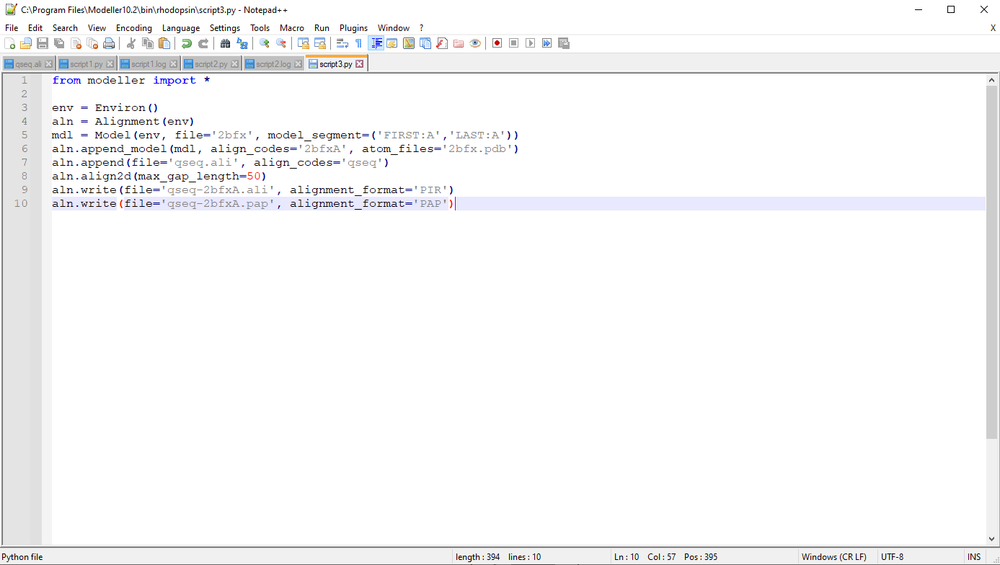 C:\Program Files\Modeller10.2\bin\rhodopsin\script3.py - Notepad++
File Edit Search View Encoding Language Settings Tools Macro Run Plugins Window ? X
qseq.ali script1.py script1.log script2.py script2.log script3.py
1 from modeller import *
2
3 env = Environ()
4 aln = Alignment(env)
5 mdl = Model(env, file='2bfx', model_segment=('FIRST:A','LAST:A'))
6 aln.append_model(mdl, align_codes='2bfxA', atom_files='2bfx.pdb')
7 aln.append(file='qseq.ali', align_codes='qseq')
8 aln.align2d(max_gap_length=50)
9 aln.write(file='qseq-2bfxA.ali', alignment_format='PIR')
10 aln.write(file='qseq-2bfxA.pap', alignment_format='PAP')
Python file length : 394 lines : 10 Ln : 10 Col : 57 Pos : 395 Windows (CR LF) UTF-8 INS